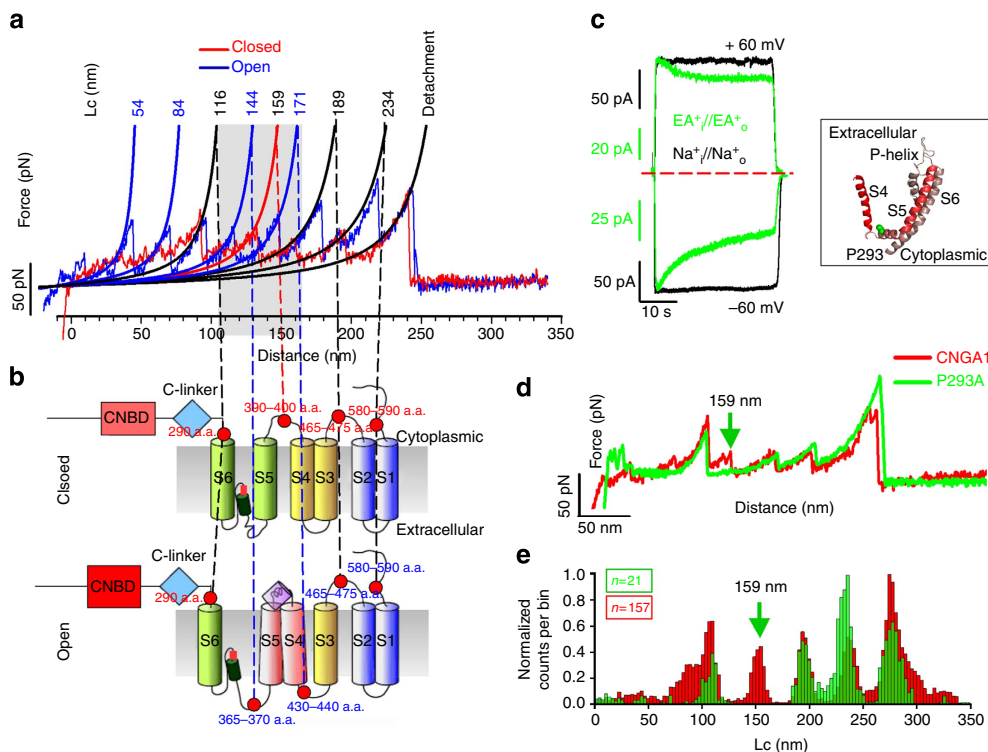 a
Closed
Open
Lc (nm)
54
84
116
144
159
171
189
234
Detachment
Force (pN)
50 pN
0 50 100 150 200 250 300 350
Distance (nm)
b
C-linker
CNBD
290 a.a.
390–400 a.a.
465–475 a.a.
580–590 a.a.
Cytoplasmic
S6 S5 S4 S3 S2 S1
Clsoed
Extracellular
C-linker
CNBD
290 a.a.
465–475 a.a.
580–590 a.a.
S6 S5 S4 S3 S2 S1
Open
430–440 a.a.
365–370 a.a.
c
+ 60 mV
50 pA
20 pA
EA⁺i//EA⁺o
Na⁺i//Na⁺o
25 pA
50 pA
10 s
−60 mV
Extracellular
P-helix
S4
S5
S6
P293
Cytoplasmic
d
CNGA1
P293A
159 nm
Force (pN)
50 pN
50 nm
Distance (nm)
e
n=21
n=157
159 nm
Normalized
counts per bin
1.0
0.8
0.6
0.4
0.2
0.0
0 50 100 150 200 250 300 350
Lc (nm)